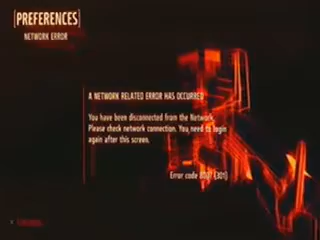 [PREFERENCES]
NETWORK ERROR
A NETWORK RELATED ERROR HAS OCCURRED
You have been disconnected from the Network.
Please check network connection. You need to login
again after this screen.
Error code (301)